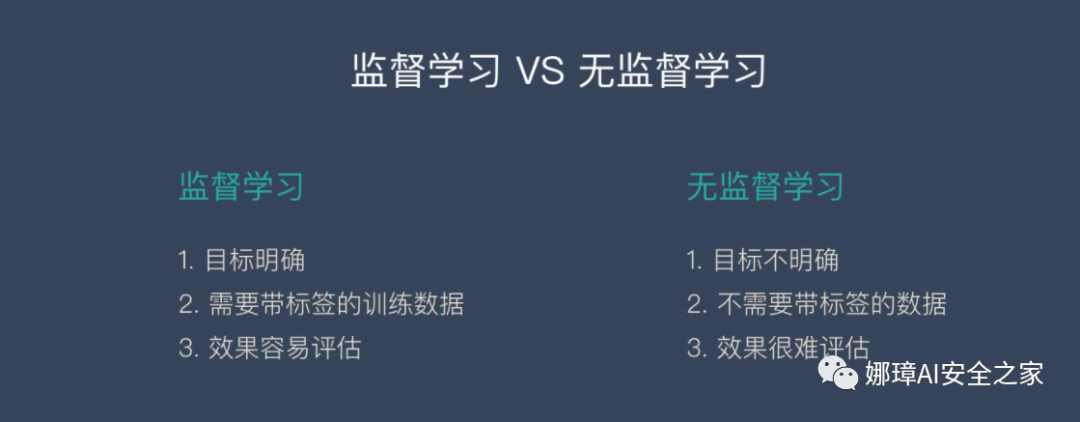 监督学习 VS 无监督学习
监督学习
1. 目标明确
2. 需要带标签的训练数据
3. 效果容易评估
无监督学习
1. 目标不明确
2. 不需要带标签的数据
3. 效果很难评估
娜璋AI安全之家